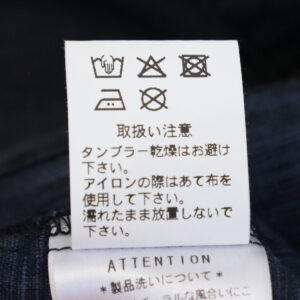 取扱い注意
タンブラー乾燥はお避け
下さい。
アイロンの際はあて布を
使用して下さい。
濡れたまま放置しないで
下さい。
ATTENTION
＊製品洗いについて＊